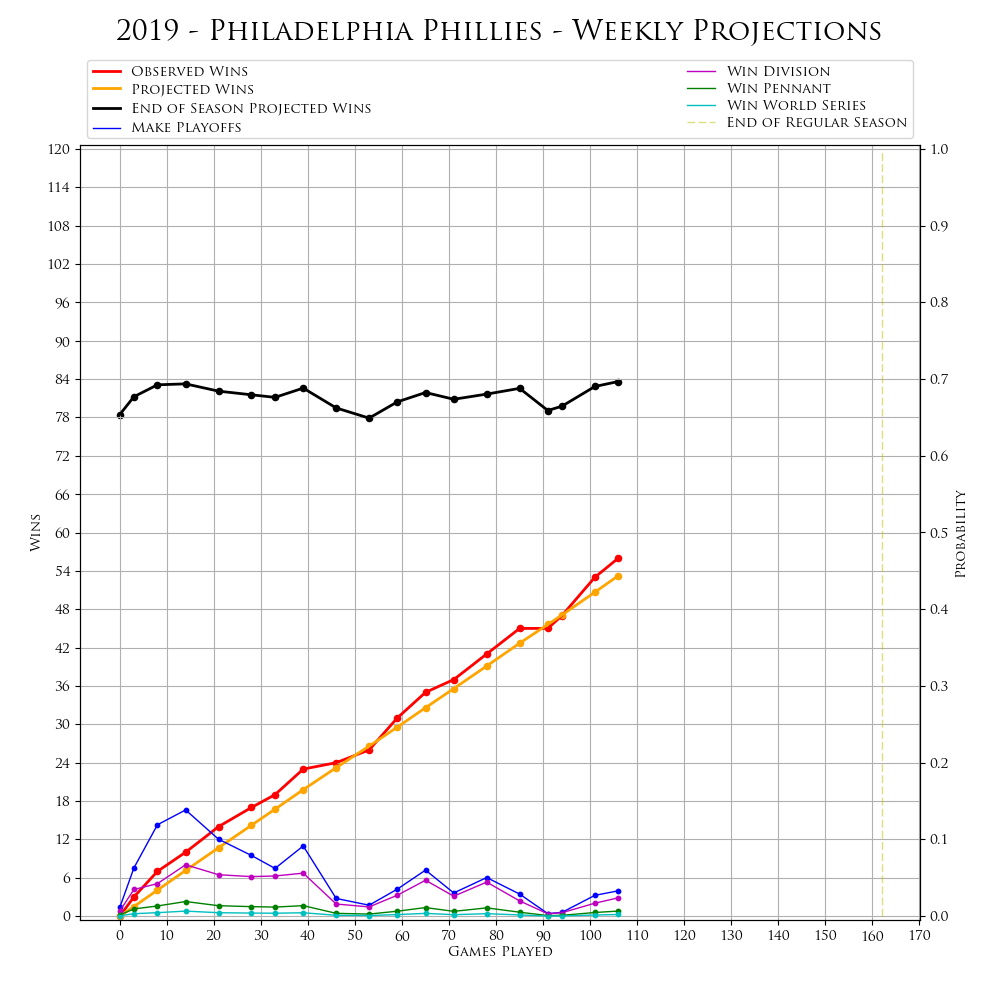 2019 - Philadelphia Phillies - Weekly Projections
Observed Wins
Projected Wins
End of Season Projected Wins
Make Playoffs
Win Division
Win Pennant
Win World Series
End of Regular Season
120
114
108
102
96
90
84
78
72
66
60
54
48
42
36
30
24
18
12
6
0
Wins
1.0
0.9
0.8
0.7
0.6
0.5
0.4
0.3
0.2
0.1
0.0
Probability
0 10 20 30 40 50 60 70 80 90 100 110 120 130 140 150 160 170
Games Played